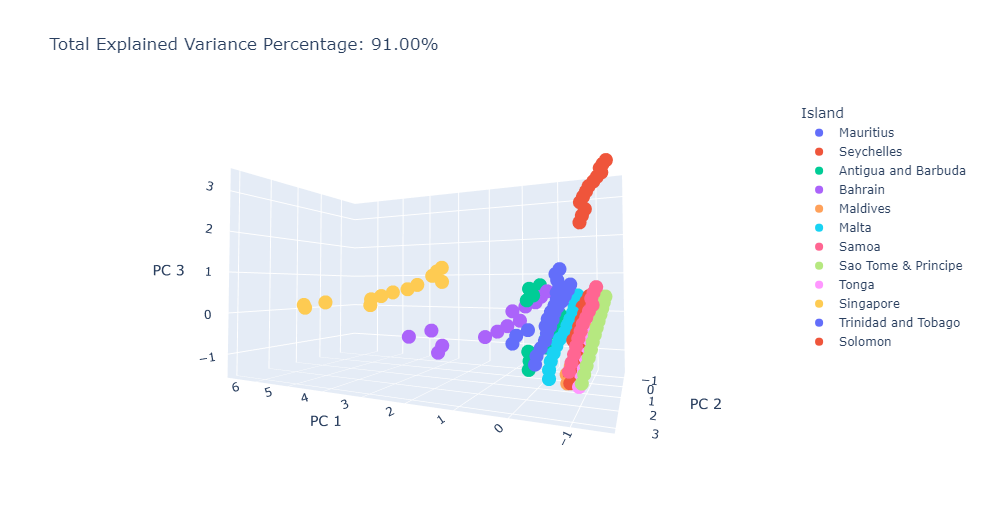 Total Explained Variance Percentage: 91.00%
Island
Mauritius
Seychelles
Antigua and Barbuda
Bahrain
Maldives
Malta
Samoa
Sao Tome & Principe
Tonga
Singapore
Trinidad and Tobago
Solomon
3
2
PC 3
1
0
−1
6
5
4
3
2
1
0
−1
PC 1
−1
0
1
2
3
PC 2